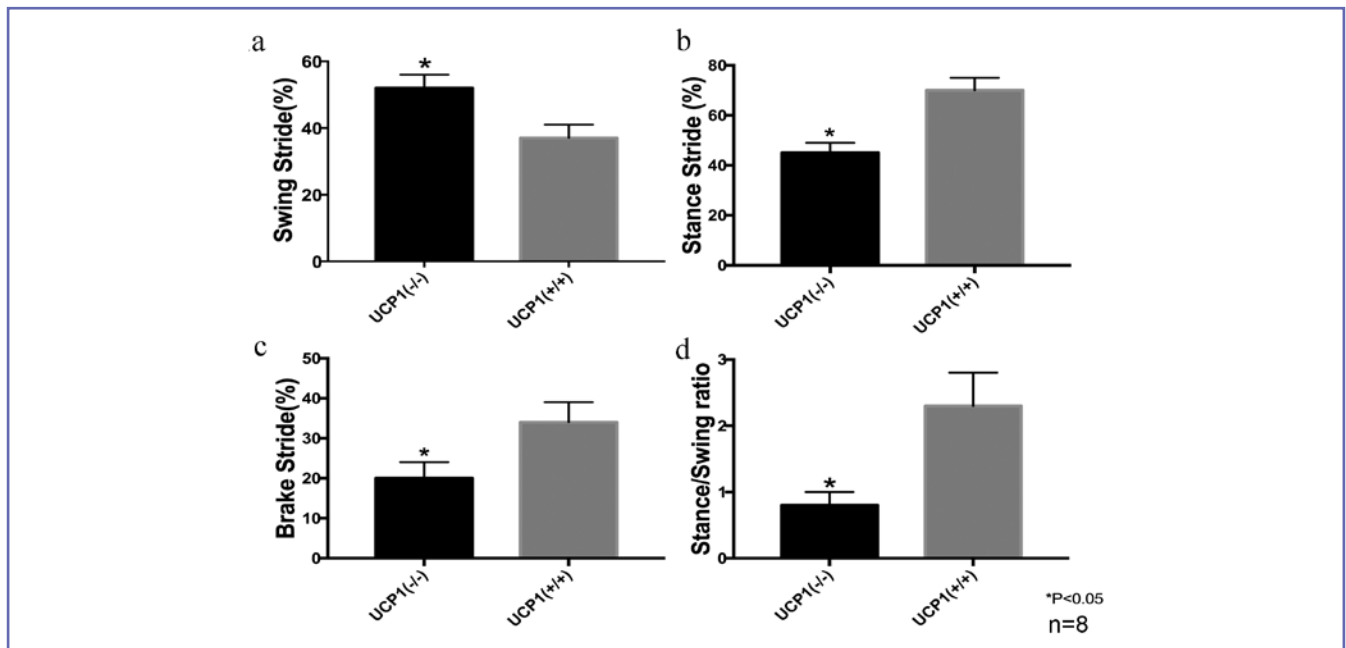 a
Swing Stride(%)
60
40
20
0
*
UCP1(-/-)
UCP1(+/+)
b
Stance Stride (%)
80
60
40
20
0
*
UCP1(-/-)
UCP1(+/+)
c
Brake Stride(%)
50
40
30
20
10
0
*
UCP1(-/-)
UCP1(+/+)
d
Stance/Swing ratio
3
2
1
0
*
UCP1(-/-)
UCP1(+/+)
*P<0.05
n=8